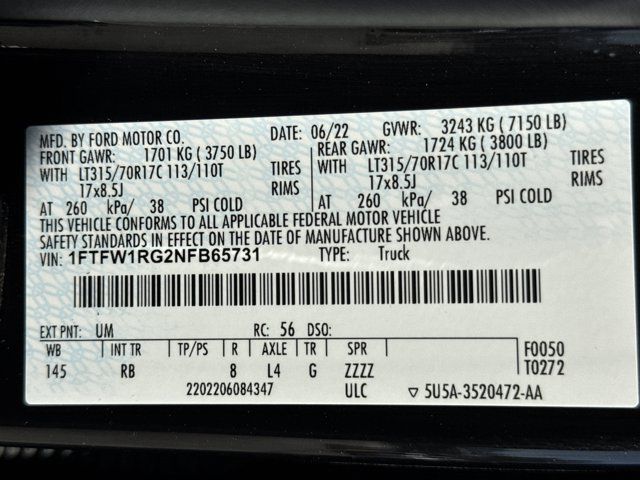 MFD. BY FORD MOTOR CO. DATE: 06/22 GVWR: 3243 KG ( 7150 LB)
FRONT GAWR: 1701 KG ( 3750 LB) REAR GAWR: 1724 KG ( 3800 LB)
WITH LT315/70R17C 113/110T TIRES WITH LT315/70R17C 113/110T TIRES
17x8.5J RIMS 17x8.5J RIMS
AT 260 kPa/ 38 PSI COLD AT 260 kPa/ 38 PSI COLD
THIS VEHICLE CONFORMS TO ALL APPLICABLE FEDERAL MOTOR VEHICLE
SAFETY STANDARDS IN EFFECT ON THE DATE OF MANUFACTURE SHOWN ABOVE.
VIN: 1FTFW1RG2NFB65731 TYPE: Truck
EXT PNT: UM RC: 56 DSO:
WB INT TR TP/PS R AXLE TR SPR F0050
145 RB 8 L4 G ZZZZ T0272
2202206084347 ULC ▽ 5U5A-3520472-AA